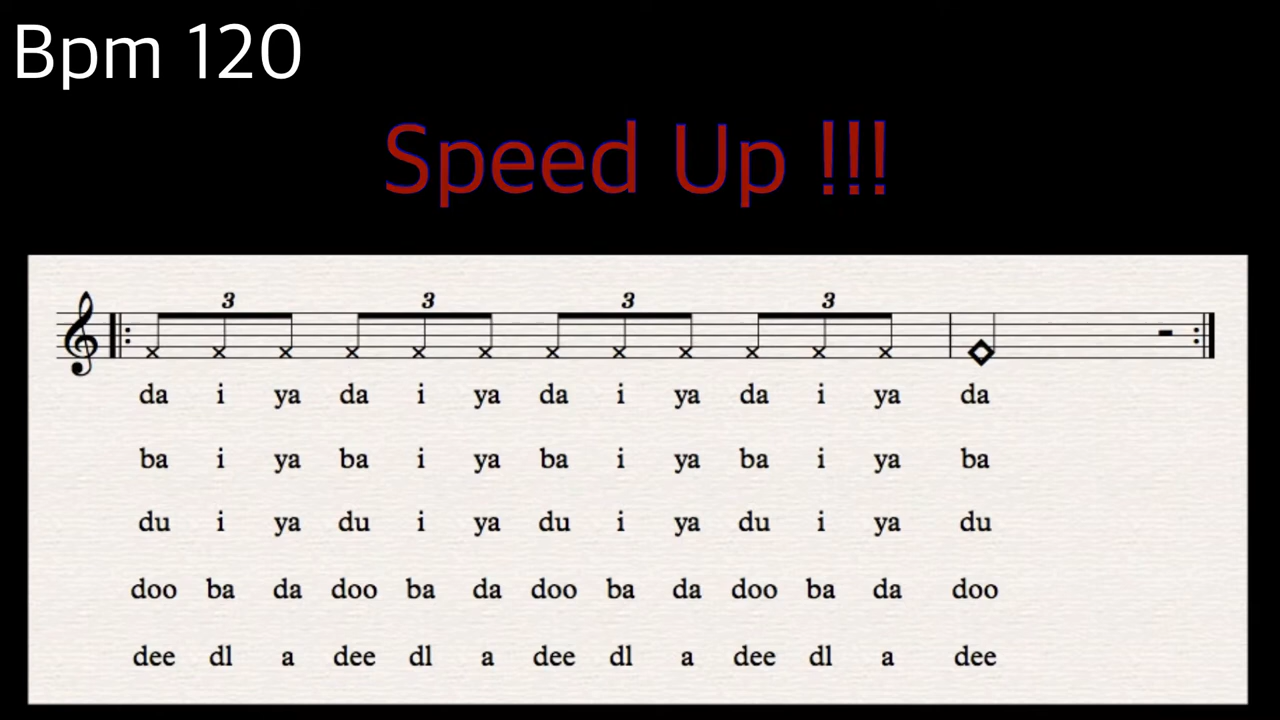 Bpm 120
Speed Up !!!
3 3 3 3
da i ya da i ya da i ya da i ya da
ba i ya ba i ya ba i ya ba i ya ba
du i ya du i ya du i ya du i ya du
doo ba da doo ba da doo ba da doo ba da doo
dee dl a dee dl a dee dl a dee dl a dee